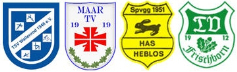 MAAR
TV
19 19
Spvgg 1951
HAS
HEBLOS
TV
19 12
Frischborn